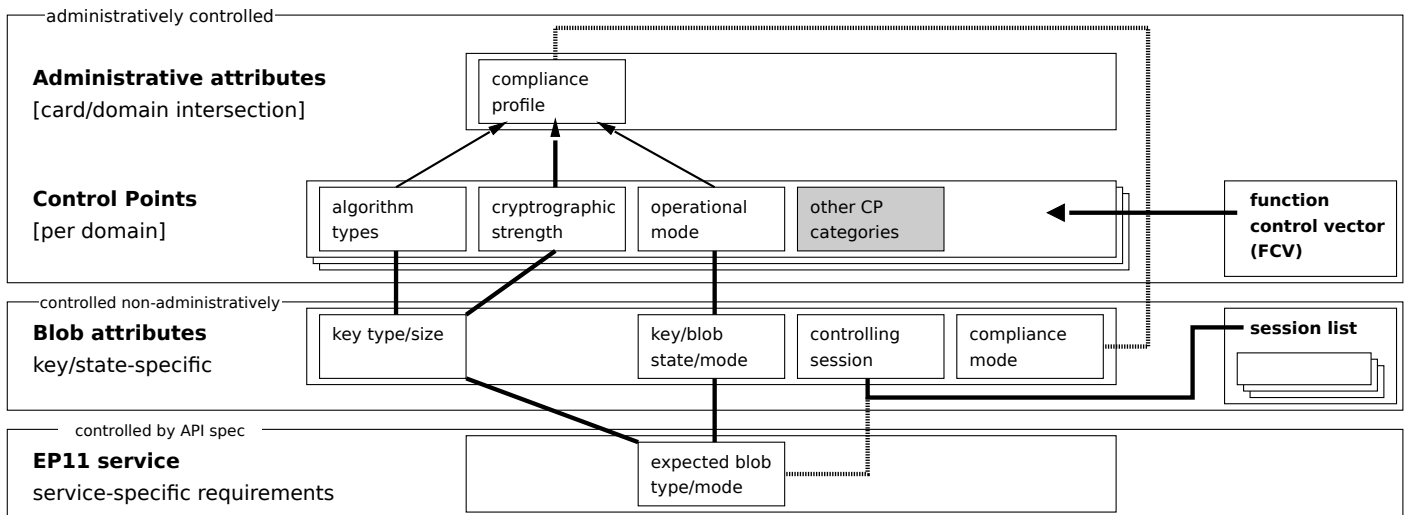 administratively controlled
Administrative attributes
[card/domain intersection]
compliance
profile
Control Points
[per domain]
algorithm
types
cryptrographic
strength
operational
mode
other CP
categories
function
control vector
(FCV)
controlled non-administratively
Blob attributes
key/state-specific
key type/size
key/blob
state/mode
controlling
session
compliance
mode
session list
controlled by API spec
EP11 service
service-specific requirements
expected blob
type/mode